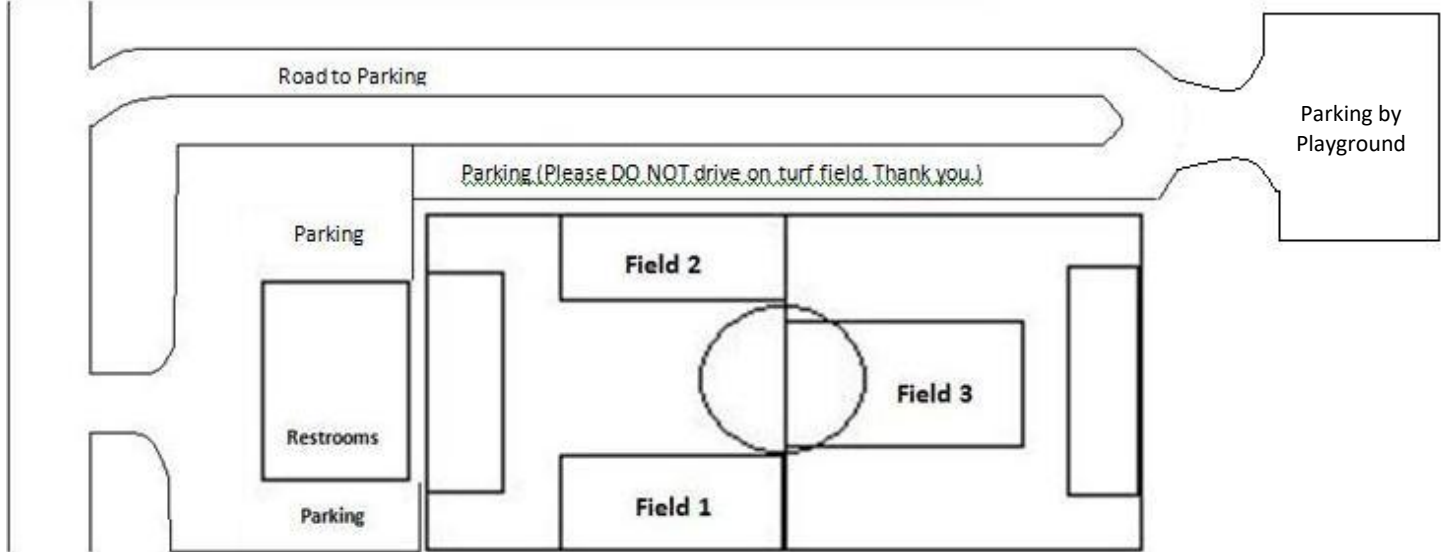 Road to Parking
Parking by
Playground
Parking (Please DO NOT drive on turf field. Thank you.)
Parking
Field 2
Field 3
Restrooms
Field 1
Parking